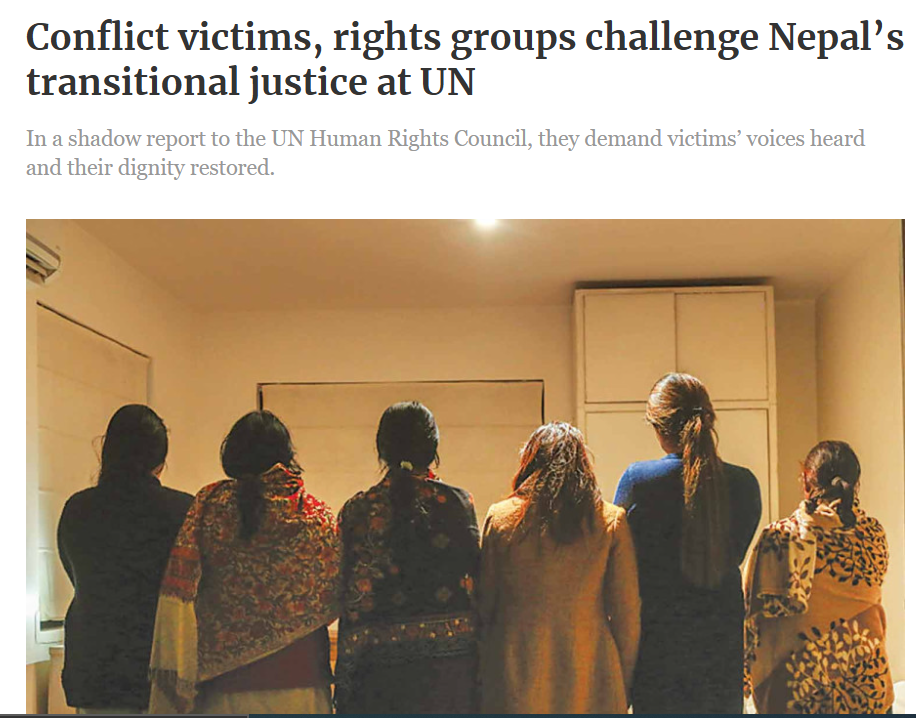 Conflict victims, rights groups challenge Nepal’s
transitional justice at UN
In a shadow report to the UN Human Rights Council, they demand victims’ voices heard
and their dignity restored.